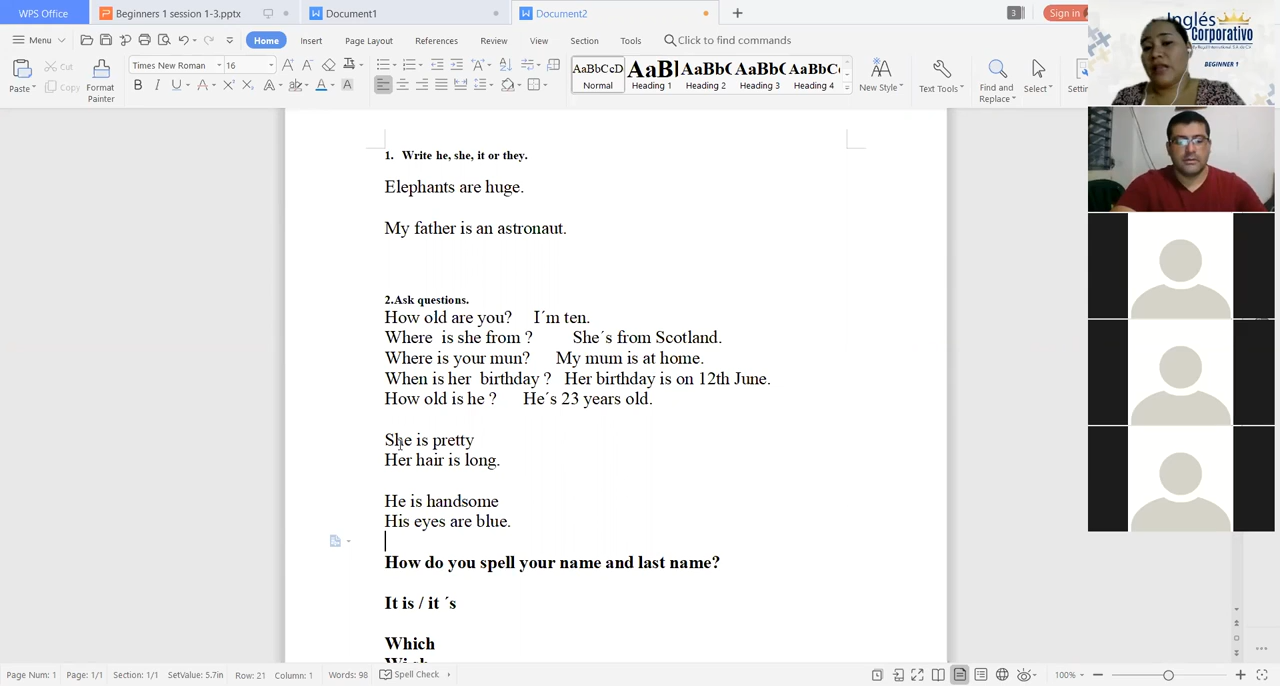 WPS Office
Beginners 1 session 1-3.pptx
Document1
Document2
3
Sign in
Menu
Home
Insert
Page Layout
References
Review
View
Section
Tools
Click to find commands
Paste
Cut
Copy
Format
Painter
Times New Roman
16
AaBbCcD
Normal
AaBl
Heading 1
AaBb(
Heading 2
AaBb(
Heading 3
AaBbC
Heading 4
New Style
Text Tools
Find and
Replace
Select
Inglés
Corporativo
BEGINNER 1
1. Write he, she, it or they.
Elephants are huge.
My father is an astronaut.
2.Ask questions.
How old are you? I´m ten.
Where is she from ? She´s from Scotland.
Where is your mun? My mum is at home.
When is her birthday ? Her birthday is on 12th June.
How old is he ? He´s 23 years old.
She is pretty
Her hair is long.
He is handsome
His eyes are blue.
How do you spell your name and last name?
It is / it ´s
Which
Page Num: 1
Page: 1/1
Section: 1/1
SetValue: 5.7in
Row: 21
Column: 1
Words: 98
Spell Check
100%